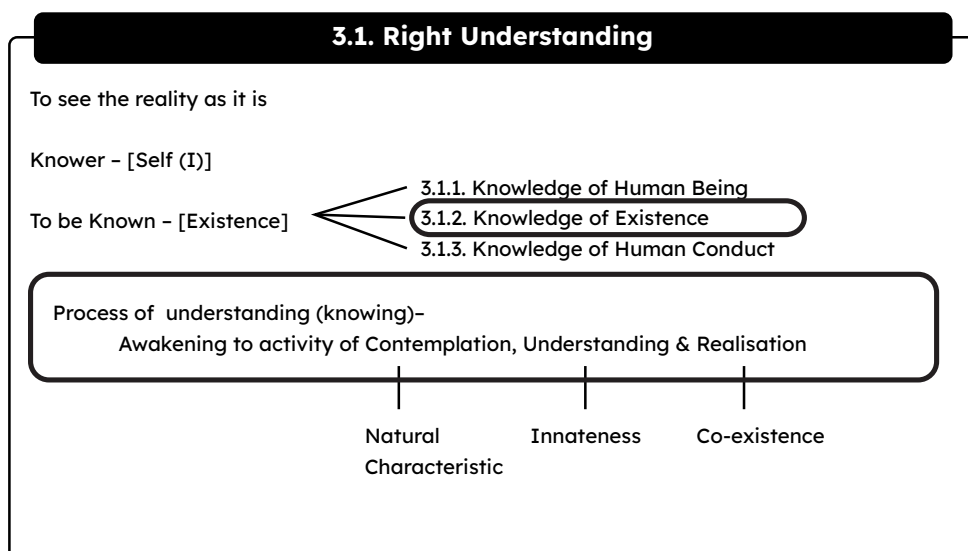 3.1. Right Understanding
To see the reality as it is
Knower – [Self (I)]
To be Known – [Existence]
3.1.1. Knowledge of Human Being
3.1.2. Knowledge of Existence
3.1.3. Knowledge of Human Conduct
Process of understanding (knowing)–
Awakening to activity of Contemplation, Understanding & Realisation
Natural
Characteristic
Innateness
Co-existence